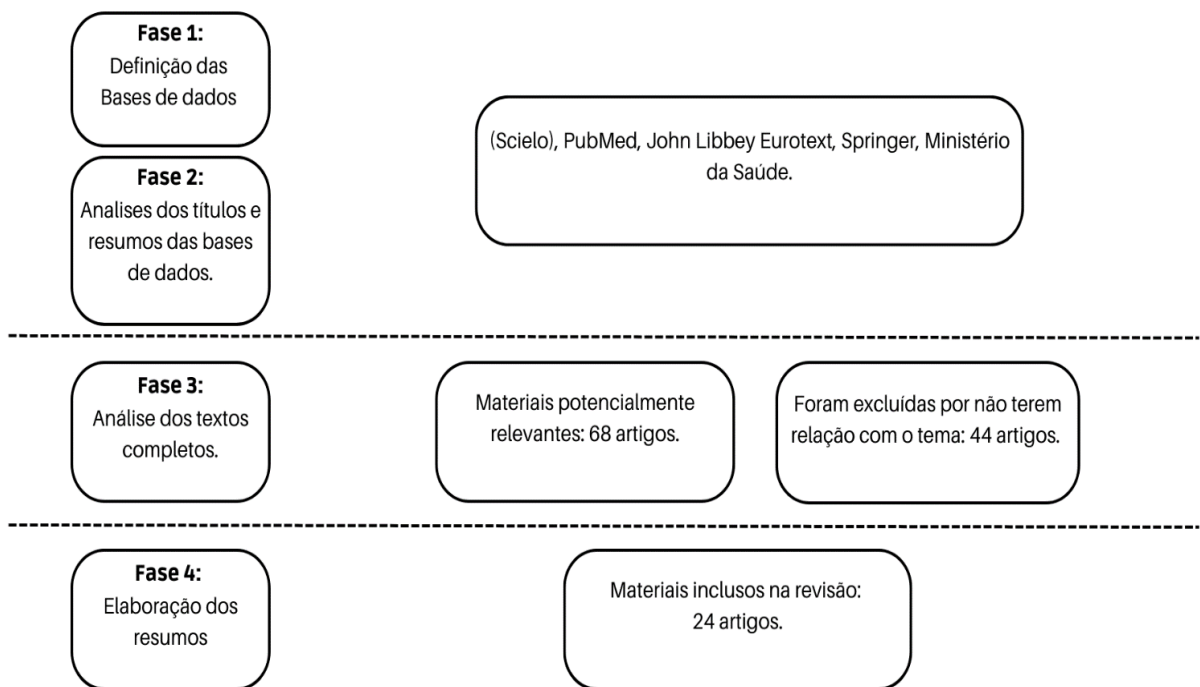 Fase 1:
Definição das
Bases de dados
(Scielo), PubMed, John Libbey Eurotext, Springer, Ministério
da Saúde.
Fase 2:
Analises dos títulos e
resumos das bases
de dados.
Fase 3:
Análise dos textos
completos.
Materiais potencialmente
relevantes: 68 artigos.
Foram excluídas por não terem
relação com o tema: 44 artigos.
Fase 4:
Elaboração dos
resumos
Materiais inclusos na revisão:
24 artigos.